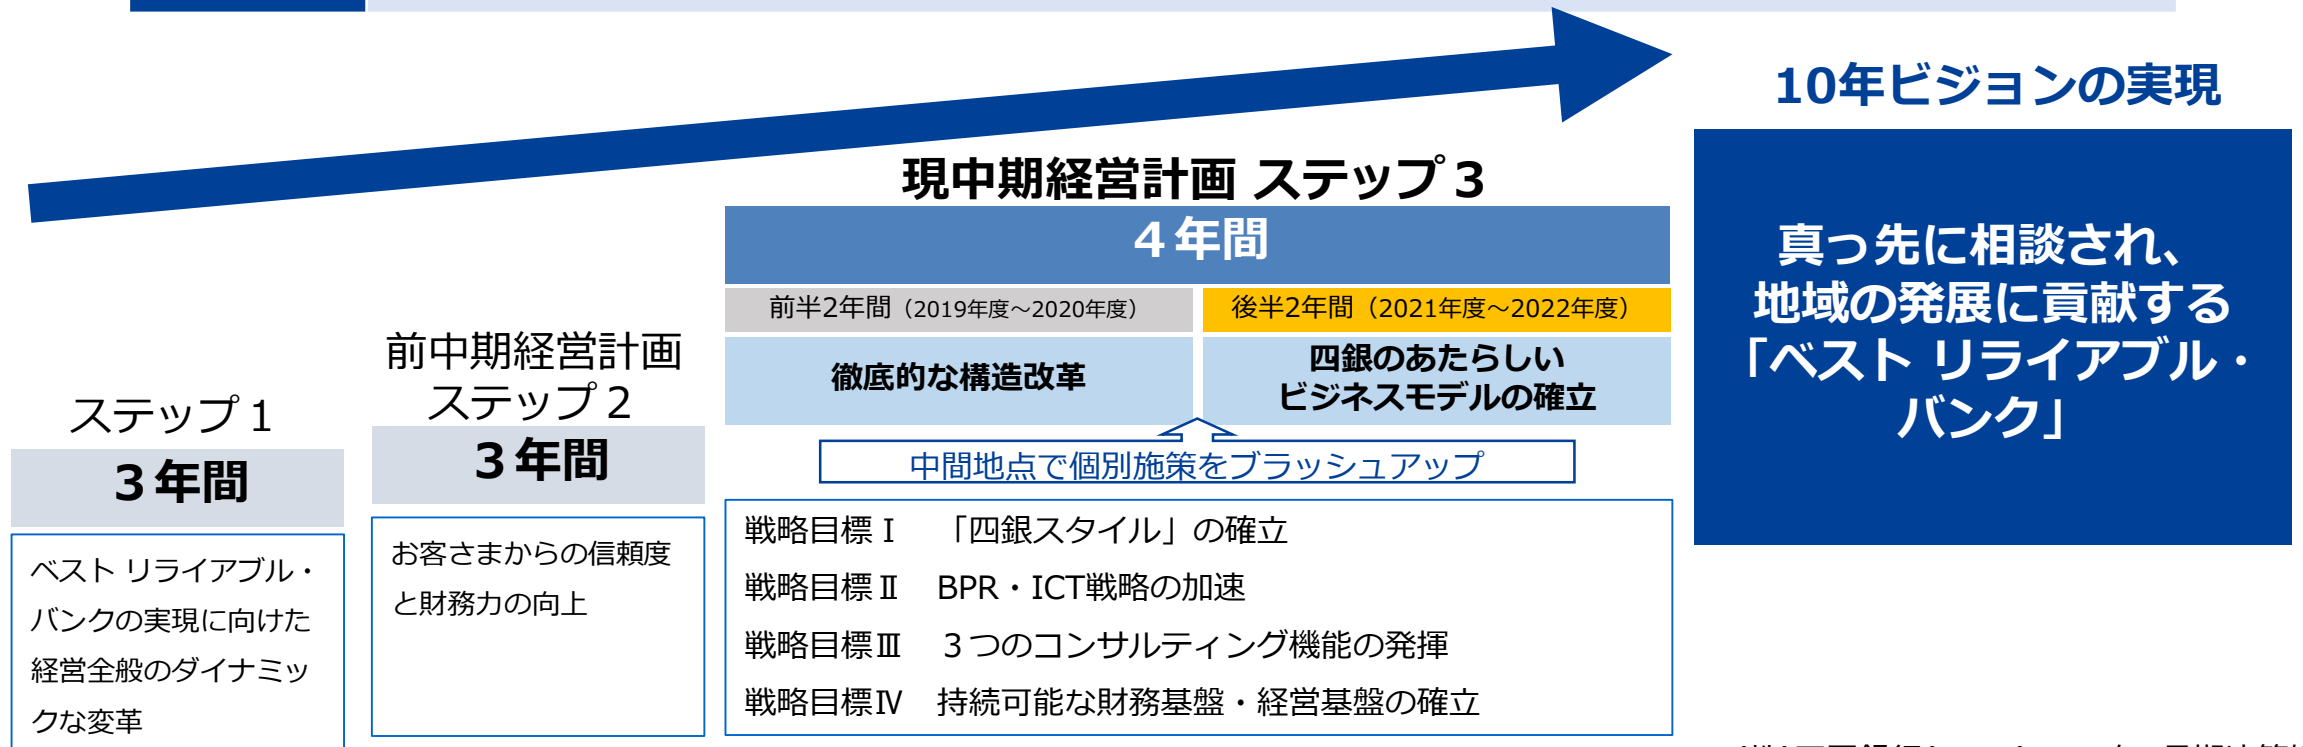 10年ビジョンの実現
真っ先に相談され、
地域の発展に貢献する
「ベスト リライアブル・
バンク」
現中期経営計画 ステップ３
４年間
前半2年間（2019年度～2020年度）
後半2年間（2021年度～2022年度）
徹底的な構造改革
四銀のあたらしい
ビジネスモデルの確立
中間地点で個別施策をブラッシュアップ
戦略目標Ⅰ 「四銀スタイル」の確立
戦略目標Ⅱ BPR・ICT戦略の加速
戦略目標Ⅲ ３つのコンサルティング機能の発揮
戦略目標Ⅳ 持続可能な財務基盤・経営基盤の確立
前中期経営計画
ステップ２
３年間
お客さまからの信頼度
と財務力の向上
ステップ１
３年間
ベスト リライアブル・
バンクの実現に向けた
経営全般のダイナミッ
クな変革